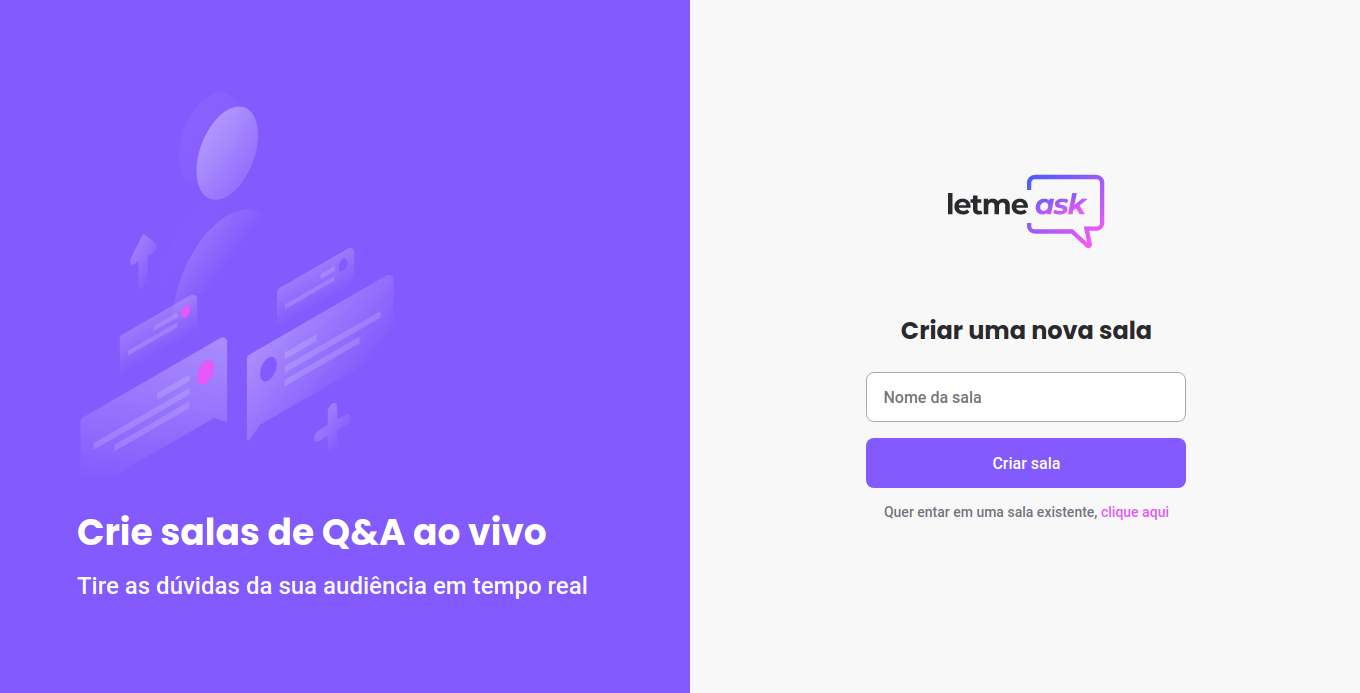 Crie salas de Q&A ao vivo
Tire as dúvidas da sua audiência em tempo real
letme ask
Criar uma nova sala
Nome da sala
Criar sala
Quer entar em uma sala existente, clique aqui